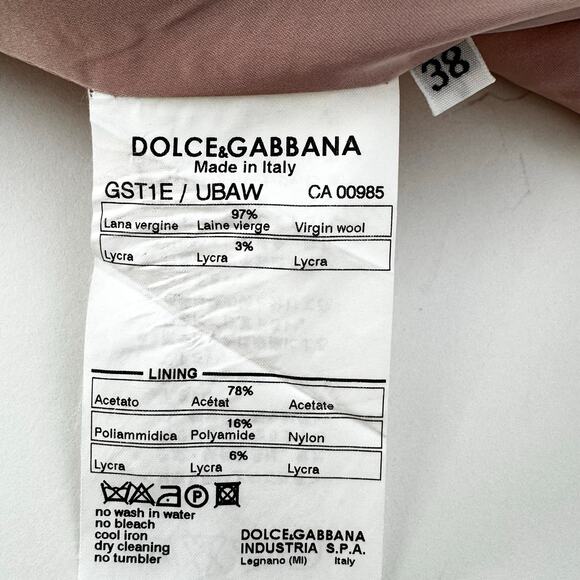 38
DOLCE&GABBANA
Made in Italy
GST1E / UBAW CA 00985
97%
Lana vergine Laine vierge Virgin wool
3%
Lycra Lycra Lycra
LINING
78%
Acetato Acétat Acetate
16%
Poliammidica Polyamide Nylon
6%
Lycra Lycra Lycra
P
no wash in water
no bleach
cool iron
dry cleaning
no tumbler
DOLCE&GABBANA
INDUSTRIA S.P.A.
Legnano (MI) Italy